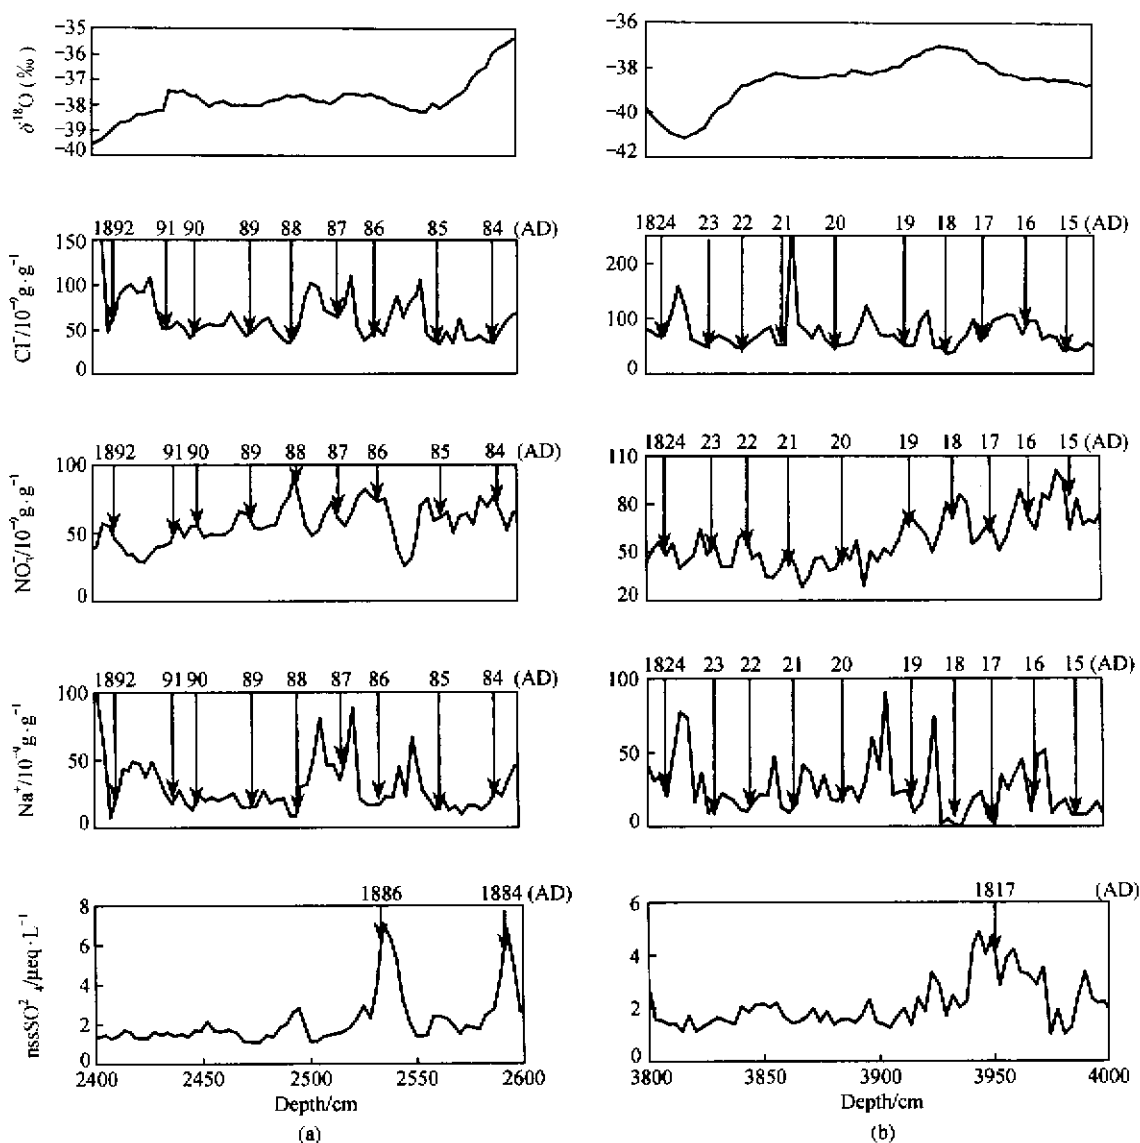 −35
−36
−37
−38
−39
−40
δ¹⁸O (‰)
−36
−38
−40
−42
1892 91 90 89 88 87 86 85 84 (AD)
150
100
50
0
Cl⁻/10⁻⁹g·g⁻¹
1824 23 22 21 20 19 18 17 16 15 (AD)
200
100
0
1892 91 90 89 88 87 86 85 84 (AD)
100
50
0
NO₃⁻/10⁻⁹g·g⁻¹
1824 23 22 21 20 19 18 17 16 15 (AD)
110
80
50
20
1892 91 90 89 88 87 86 85 84 (AD)
100
50
0
Na⁺/10⁻⁹g·g⁻¹
1824 23 22 21 20 19 18 17 16 15 (AD)
100
50
0
1886 1884 (AD)
8
6
4
2
0
nssSO²⁻₄/μeq·L⁻¹
2400 2450 2500 2550 2600
Depth/cm
(a)
1817 (AD)
6
4
2
0
3800 3850 3900 3950 4000
Depth/cm
(b)